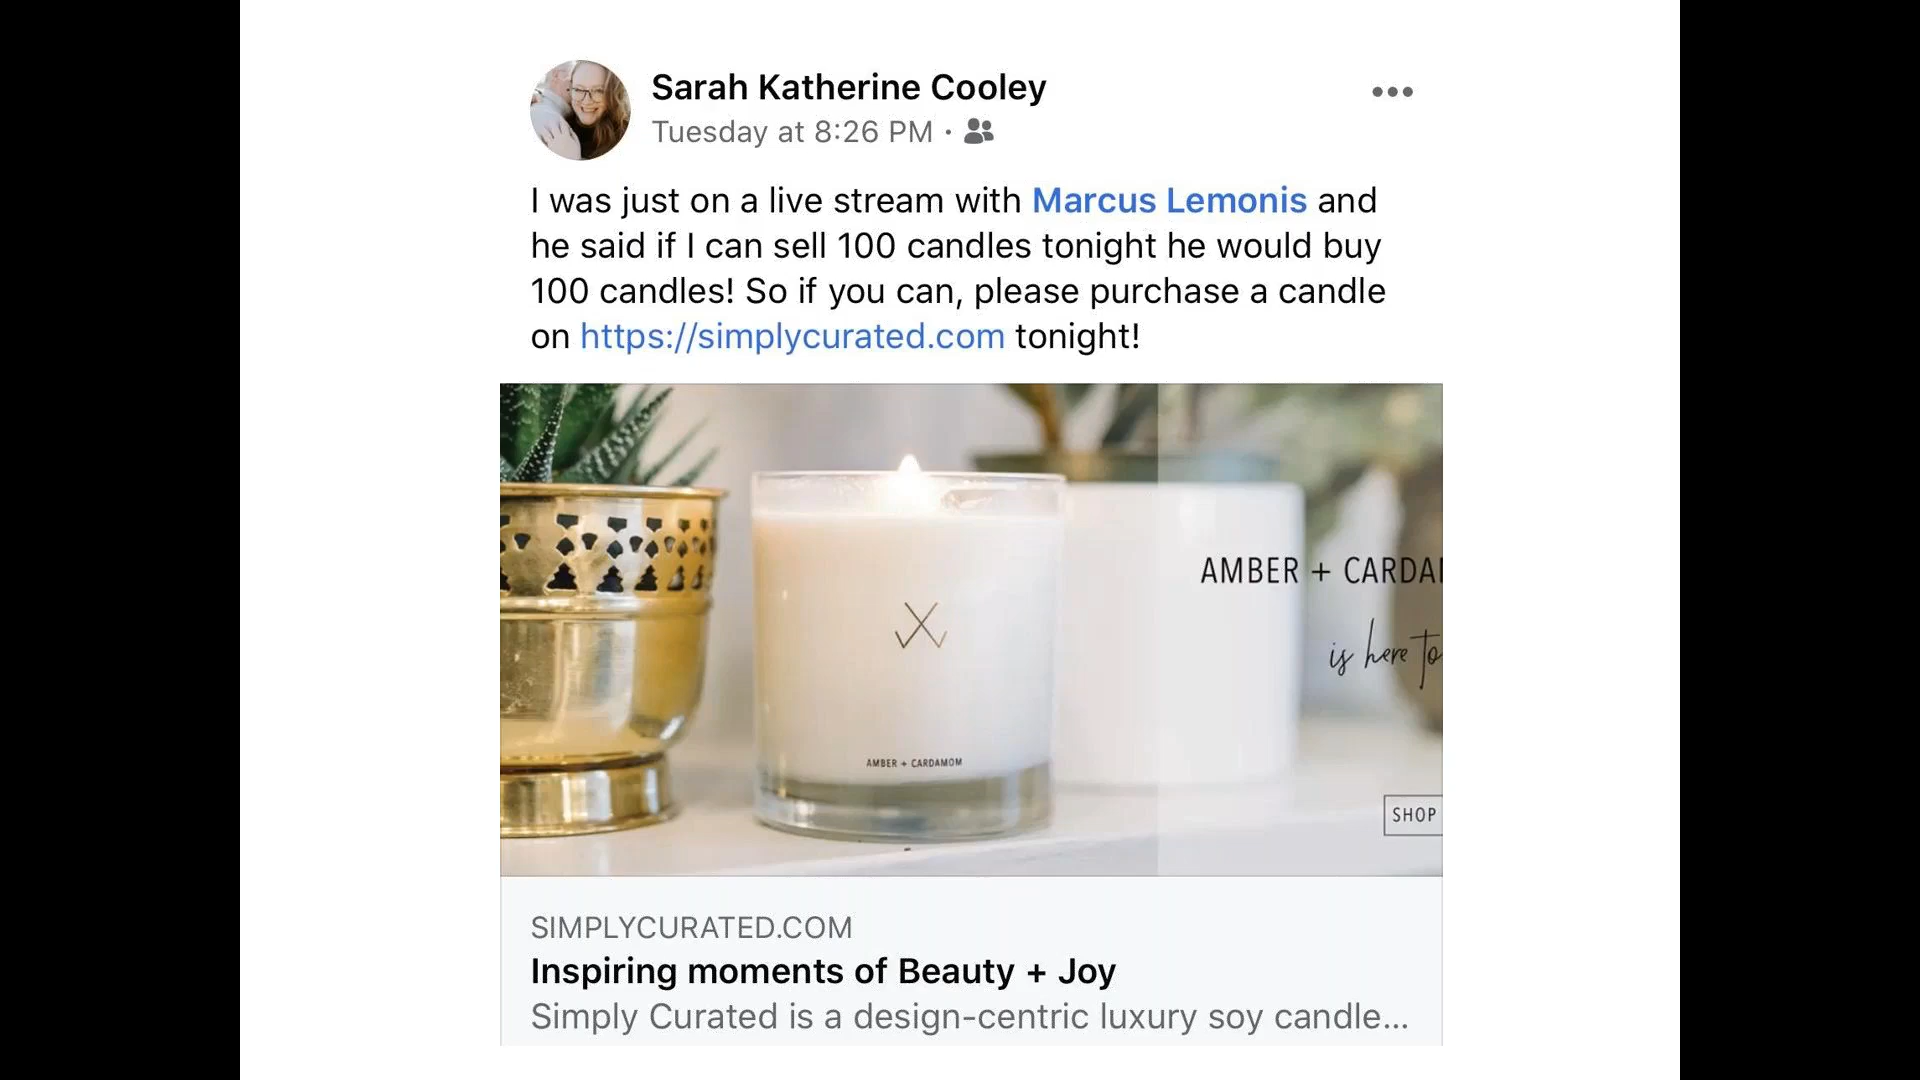 Sarah Katherine Cooley
Tuesday at 8:26 PM ·
I was just on a live stream with Marcus Lemonis and
he said if I can sell 100 candles tonight he would buy
100 candles! So if you can, please purchase a candle
on https://simplycurated.com tonight!
AMBER + CARDA
is here to
AMBER + CARDAMOM
SHOP
SIMPLYCURATED.COM
Inspiring moments of Beauty + Joy
Simply Curated is a design-centric luxury soy candle...